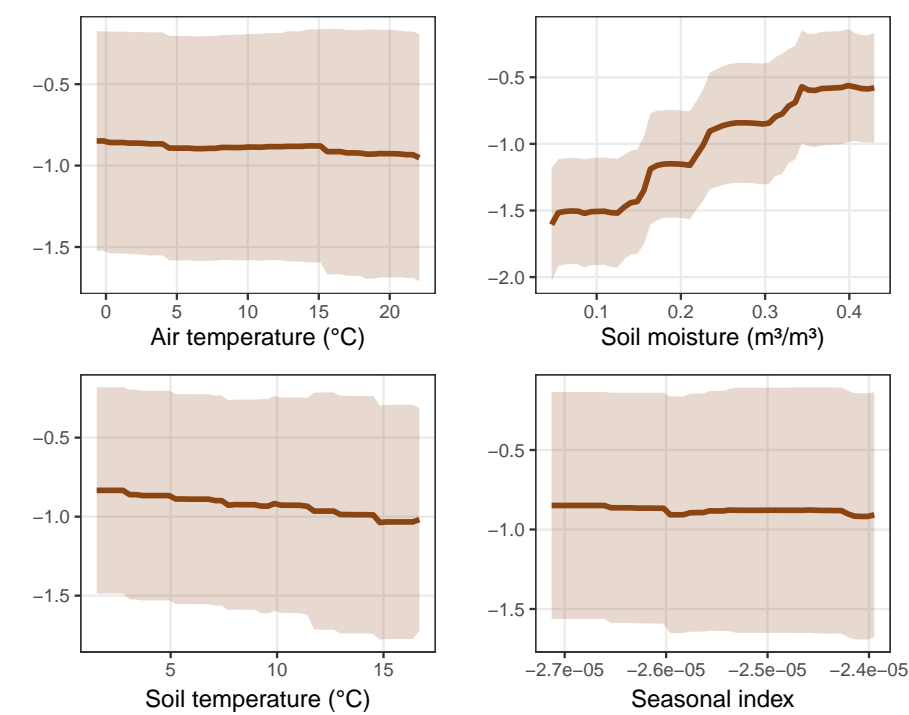 −0.5
−1.0
−1.5
0 5 10 15 20
Air temperature (°C)
−0.5
−1.0
−1.5
−2.0
0.1 0.2 0.3 0.4
Soil moisture (m³/m³)
−0.5
−1.0
−1.5
5 10 15
Soil temperature (°C)
−0.5
−1.0
−1.5
−2.7e−05 −2.6e−05 −2.5e−05 −2.4e−05
Seasonal index